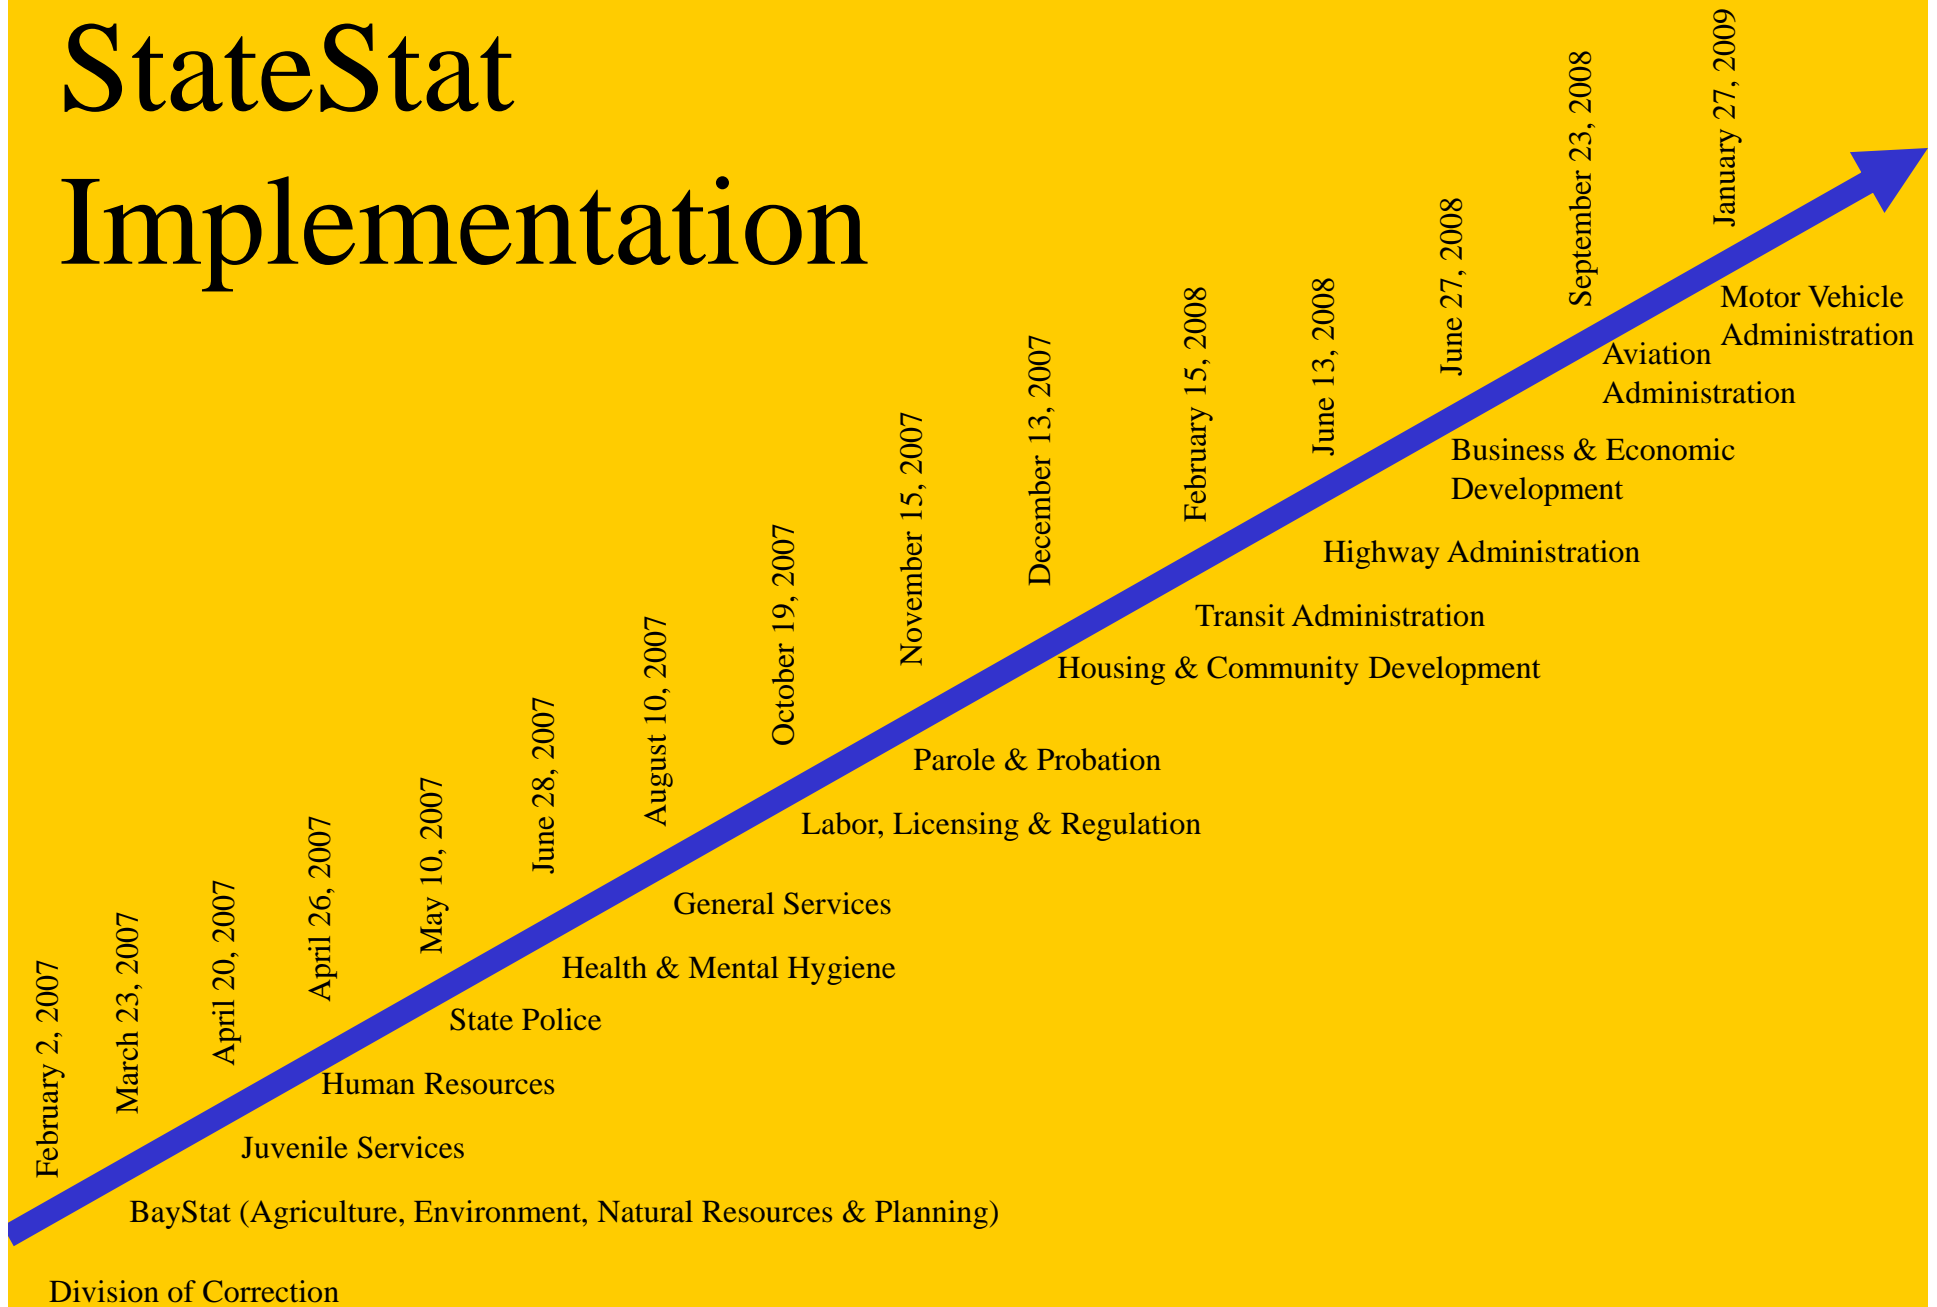 StateStat
Implementation
February 2, 2007
March 23, 2007
April 20, 2007
April 26, 2007
May 10, 2007
June 28, 2007
August 10, 2007
October 19, 2007
November 15, 2007
December 13, 2007
February 15, 2008
June 13, 2008
June 27, 2008
September 23, 2008
January 27, 2009
Motor Vehicle
Administration
Aviation
Administration
Business & Economic
Development
Highway Administration
Transit Administration
Housing & Community Development
Parole & Probation
Labor, Licensing & Regulation
General Services
Health & Mental Hygiene
State Police
Human Resources
Juvenile Services
BayStat (Agriculture, Environment, Natural Resources & Planning)
Division of Correction